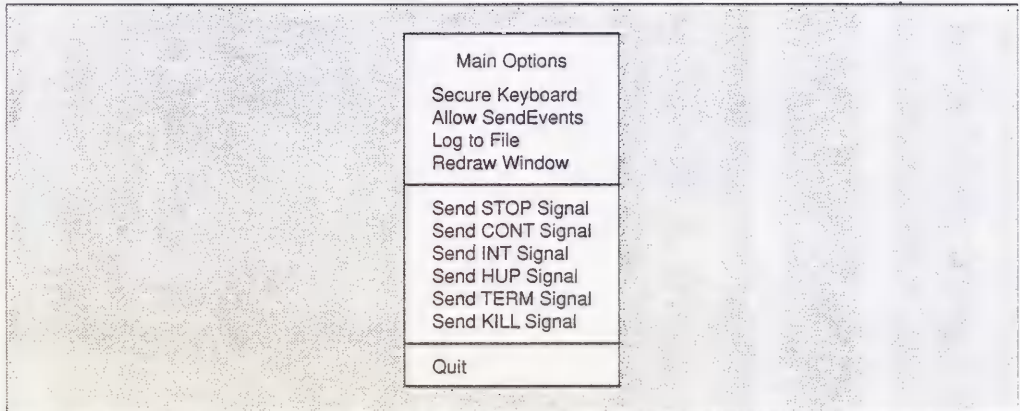 Main Options
Secure Keyboard
Allow SendEvents
Log to File
Redraw Window
Send STOP Signal
Send CONT Signal
Send INT Signal
Send HUP Signal
Send TERM Signal
Send KILL Signal
Quit